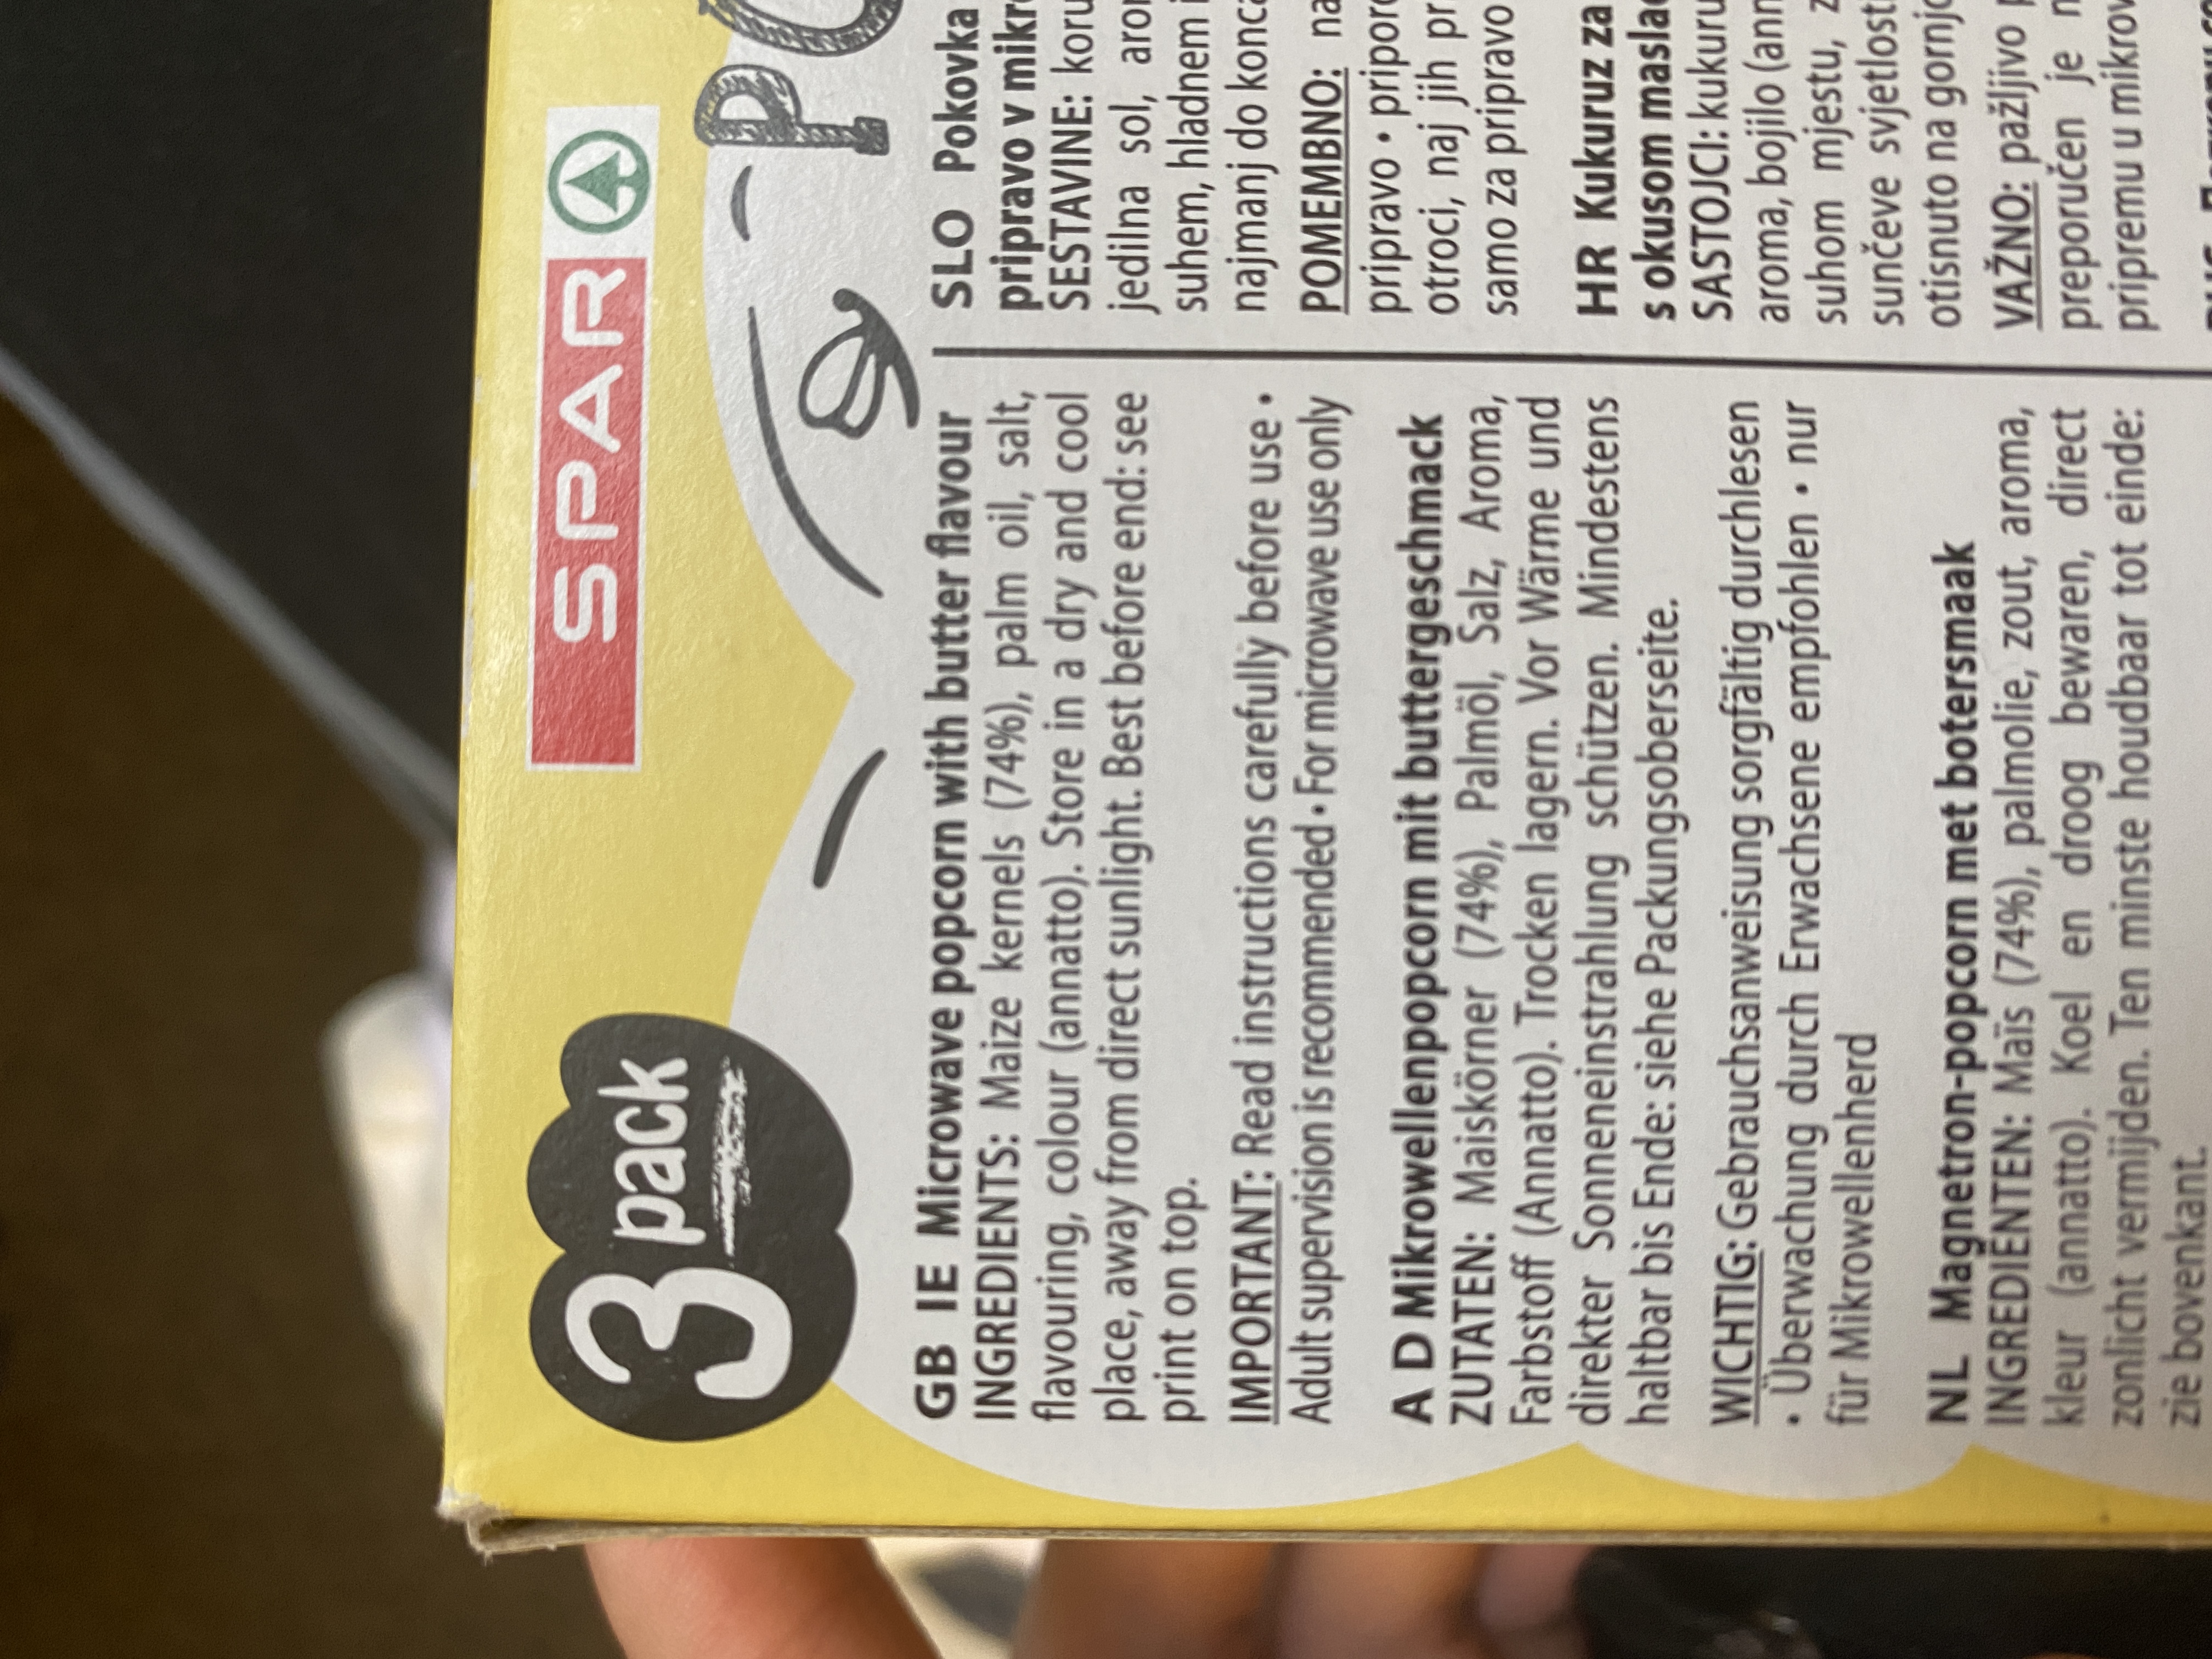 3 pack
SPAR
GB IE Microwave popcorn with butter flavour
INGREDIENTS: Maize kernels (74%), palm oil, salt,
flavouring, colour (annatto). Store in a dry and cool
place, away from direct sunlight. Best before end: see
print on top.
IMPORTANT: Read instructions carefully before use •
Adult supervision is recommended • For microwave use only
A D Mikrowellenpopcorn mit buttergeschmack
ZUTATEN: Maiskörner (74%), Palmöl, Salz, Aroma,
Farbstoff (Annatto). Trocken lagern. Vor Wärme und
direkter Sonneneinstrahlung schützen. Mindestens
haltbar bis Ende: siehe Packungsoberseite.
WICHTIG: Gebrauchsanweisung sorgfältig durchlesen
• Überwachung durch Erwachsene empfohlen • nur
für Mikrowellenherd
NL Magnetron-popcorn met botersmaak
INGREDIËNTEN: Maïs (74%), palmolie, zout, aroma,
kleur (annatto). Koel en droog bewaren, direct
zonlicht vermijden. Ten minste houdbaar tot einde:
zie bovenkant.
SLO Pokovka
pripravo v
SESTAVINE:
jedilna sol,
suhem, hladnem
najmanj do
POMEMBNO:
pripravo •
otroci, naj jih
samo za pripravo
HR Kukuruz za
s okusom
SASTOJCI:
aroma, bojilo
suhom mjestu,
sunčeve
otisnuto na
VAŽNO: pažljivo
preporučen je
pripremu u